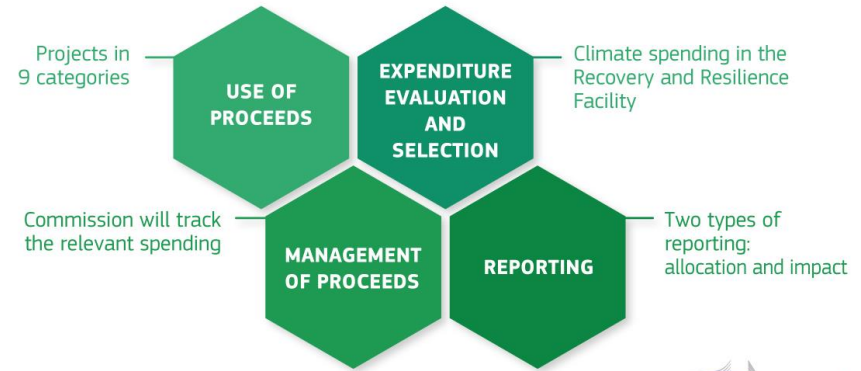 Projects in
9 categories
USE OF
PROCEEDS
EXPENDITURE
EVALUATION
AND
SELECTION
Climate spending in the
Recovery and Resilience
Facility
Commission will track
the relevant spending
MANAGEMENT
OF PROCEEDS
REPORTING
Two types of
reporting:
allocation and impact